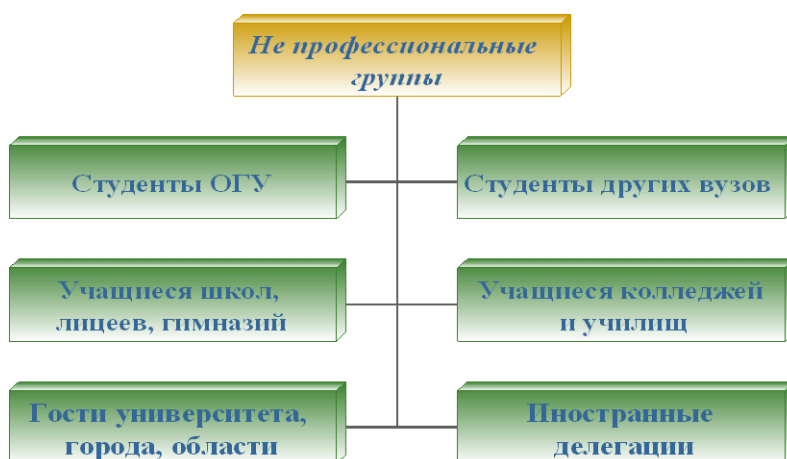 Не профессиональные
группы
Студенты ОГУ
Студенты других вузов
Учащиеся школ,
лицеев, гимназий
Учащиеся колледжей
и училищ
Гости университета,
города, области
Иностранные
делегации